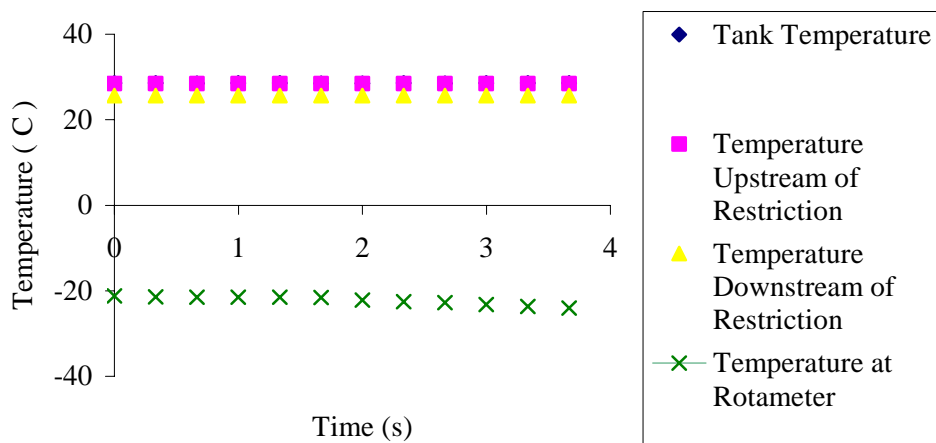 40
20
0
-20
-40
0 1 2 3 4
Temperature ( C )
Time (s)
Tank Temperature
Temperature
Upstream of
Restriction
Temperature
Downstream of
Restriction
Temperature at
Rotameter